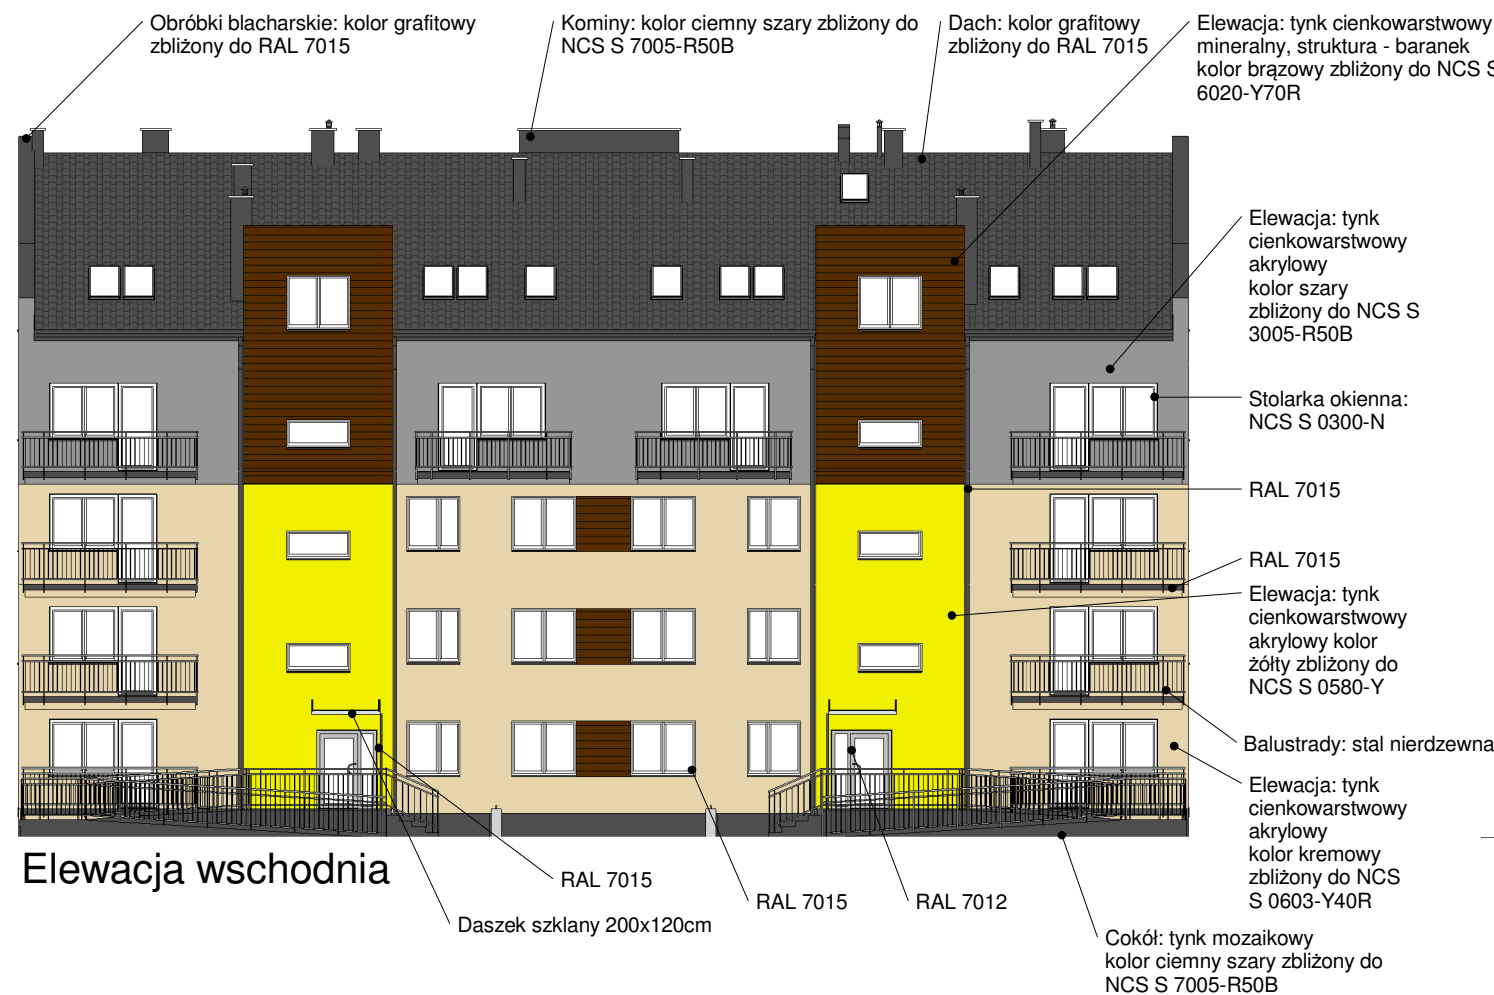 Obróbki blacharskie: kolor grafitowy
zbliżony do RAL 7015
Kominy: kolor ciemny szary zbliżony do
NCS S 7005-R50B
Dach: kolor grafitowy
zbliżony do RAL 7015
Elewacja: tynk cienkowarstwowy
mineralny, struktura - baranek
kolor brązowy zbliżony do NCS S
6020-Y70R
Elewacja: tynk
cienkowarstwowy
akrylowy
kolor szary
zbliżony do NCS S
3005-R50B
Stolarka okienna:
NCS S 0300-N
RAL 7015
RAL 7015
Elewacja: tynk
cienkowarstwowy
akrylowy kolor
żółty zbliżony do
NCS S 0580-Y
Balustrady: stal nierdzewna
Elewacja: tynk
cienkowarstwowy
akrylowy
kolor kremowy
zbliżony do NCS
S 0603-Y40R
Elewacja wschodnia
RAL 7015
RAL 7015
RAL 7012
Daszek szklany 200x120cm
Cokół: tynk mozaikowy
kolor ciemny szary zbliżony do
NCS S 7005-R50B